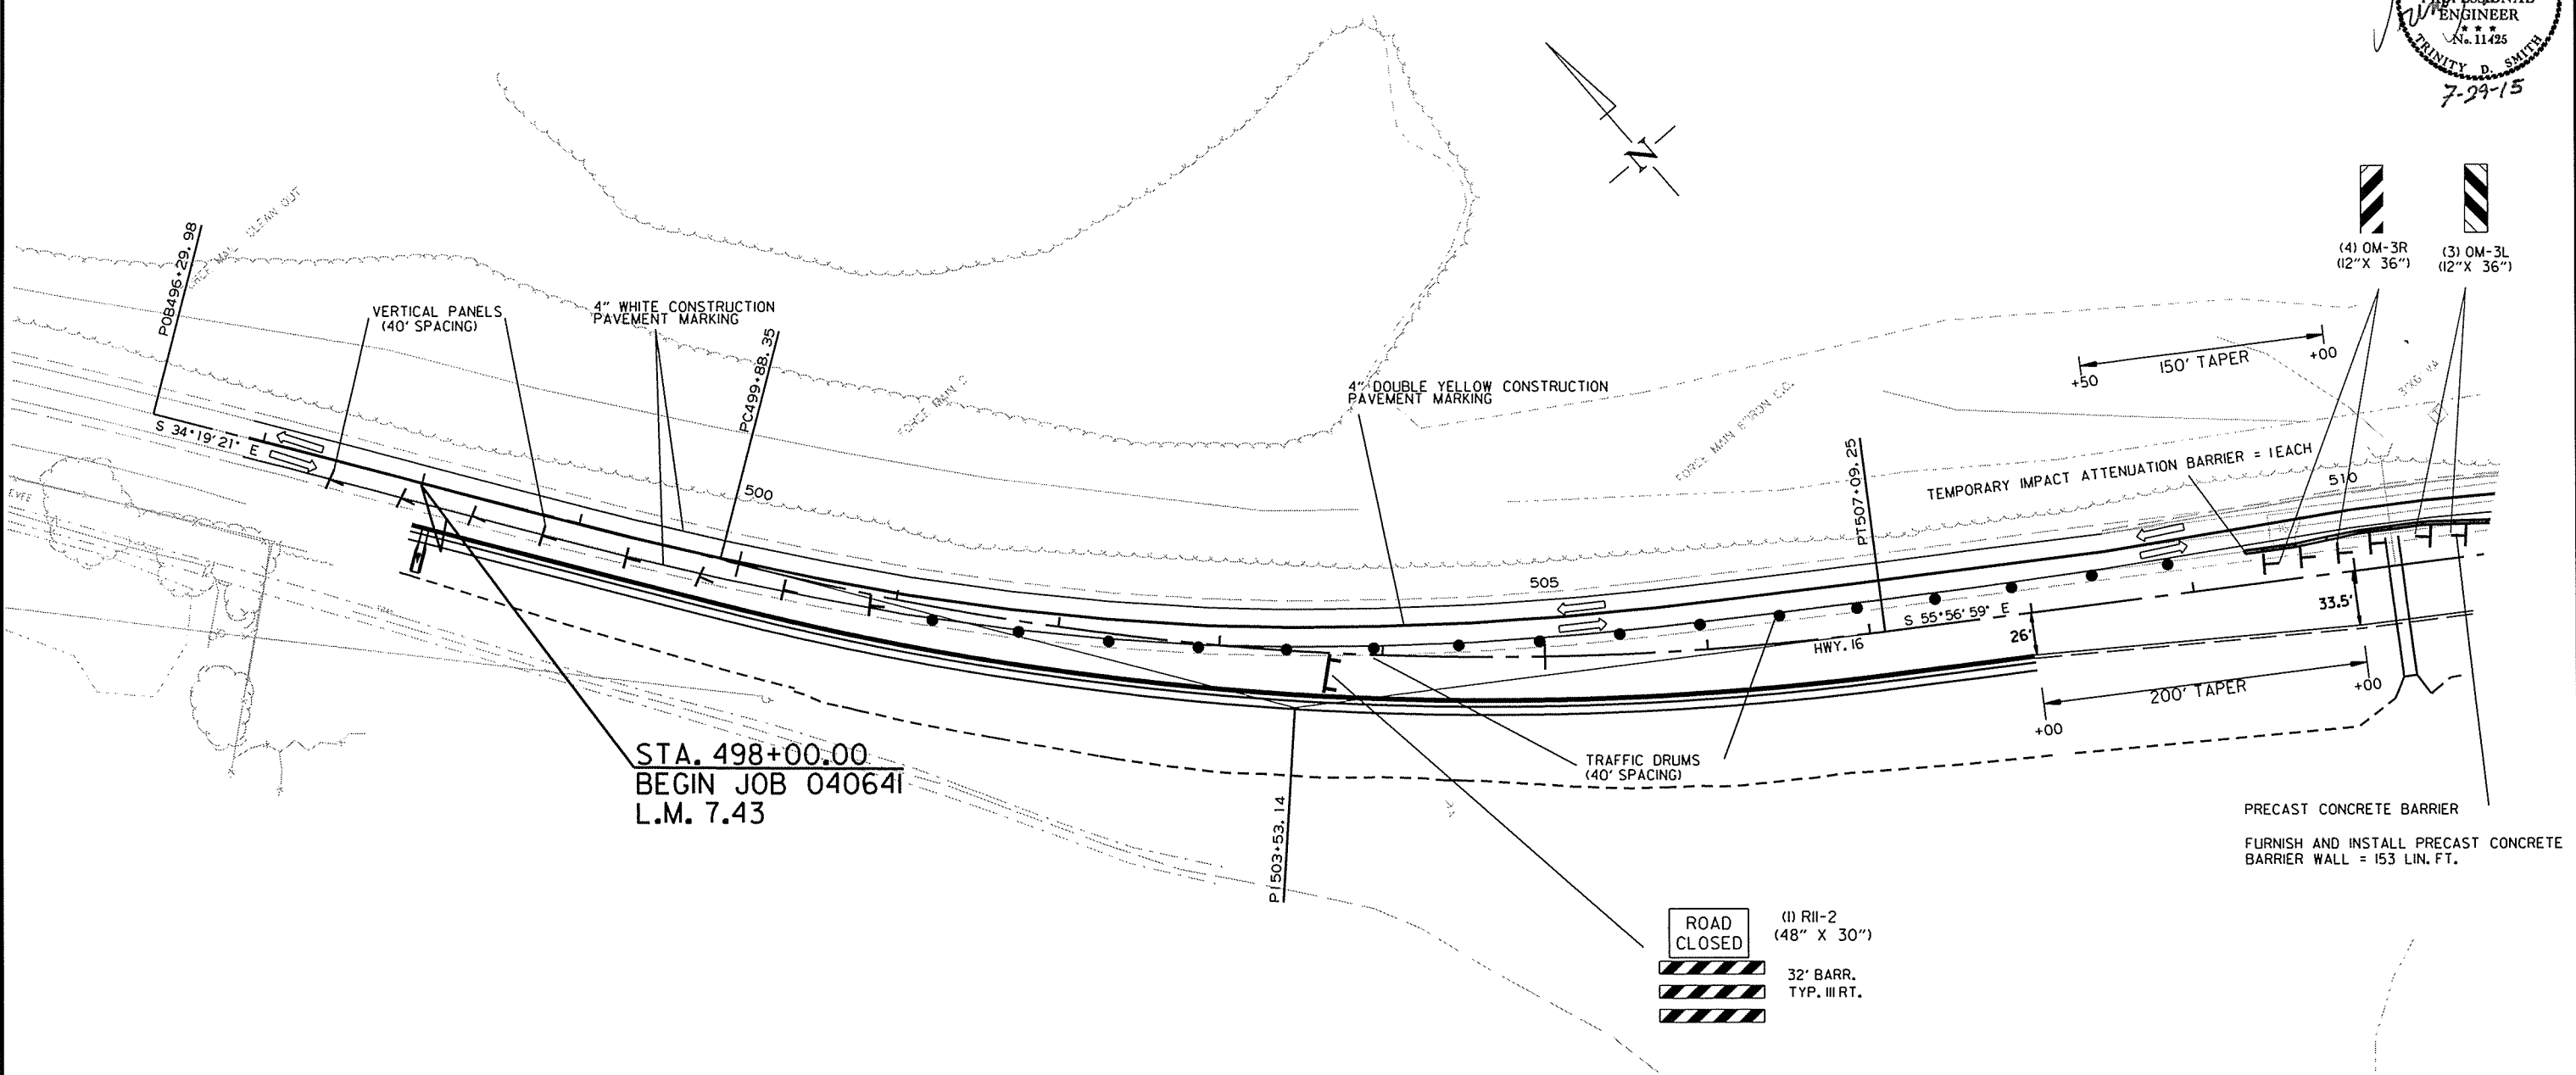 ENGINEER
No. 11425
TRINITY D. SMITH
7-29-15
(4) OM-3R
(12" X 36")
(3) OM-3L
(12" X 36")
POB496+29.98
CLEAN OUT
VERTICAL PANELS
(40' SPACING)
4" WHITE CONSTRUCTION
PAVEMENT MARKING
PC499+88.35
4" DOUBLE YELLOW CONSTRUCTION
PAVEMENT MARKING
150' TAPER
+50
+00
N
S 34°19'21" E
500
505
510
PT507+09.25
TEMPORARY IMPACT ATTENUATION BARRIER = 1 EACH
S 55°56'59" E
HWY. 16
26'
33.5'
200' TAPER
+00
+00
STA. 498+00.00
BEGIN JOB 040641
L.M. 7.43
PI503+53.14
TRAFFIC DRUMS
(40' SPACING)
PRECAST CONCRETE BARRIER
FURNISH AND INSTALL PRECAST CONCRETE
BARRIER WALL = 153 LIN. FT.
ROAD
CLOSED
(1) R11-2
(48" X 30")
32' BARR.
TYP. III RT.